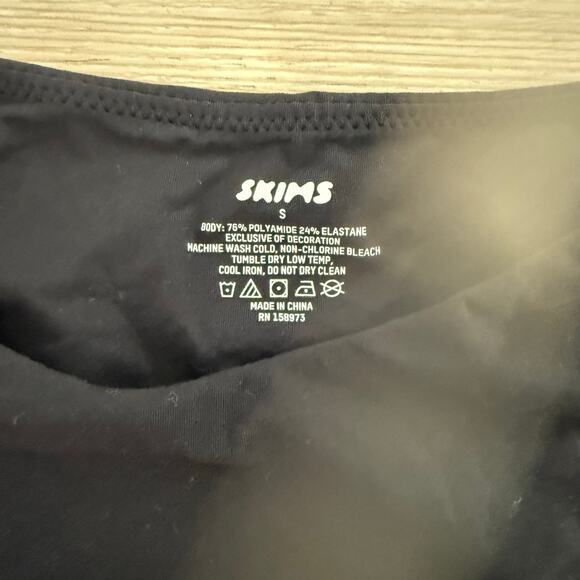 SKIMS
S
BODY: 76% POLYAMIDE 24% ELASTANE
EXCLUSIVE OF DECORATION
MACHINE WASH COLD, NON-CHLORINE BLEACH
TUMBLE DRY LOW TEMP,
COOL IRON, DO NOT DRY CLEAN
MADE IN CHINA
RN 158973